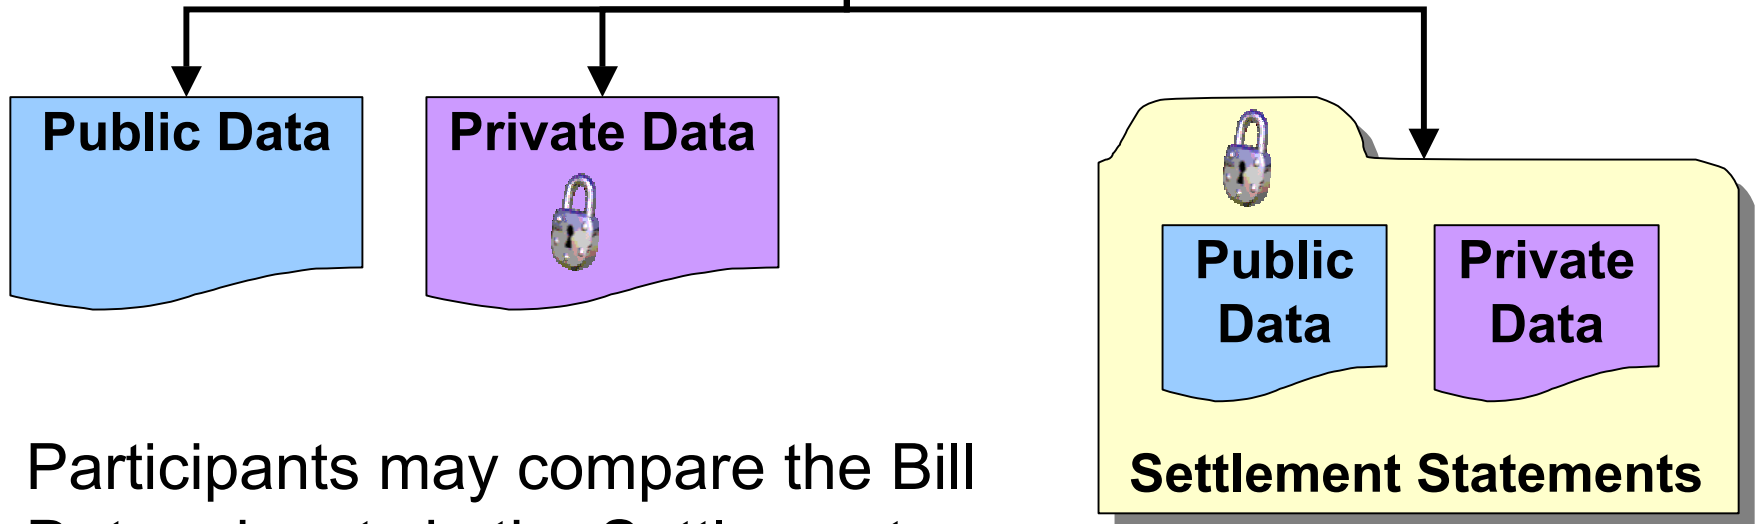 Public Data
Private Data
Public
Data
Private
Data
Settlement Statements
Participants may compare the Bill